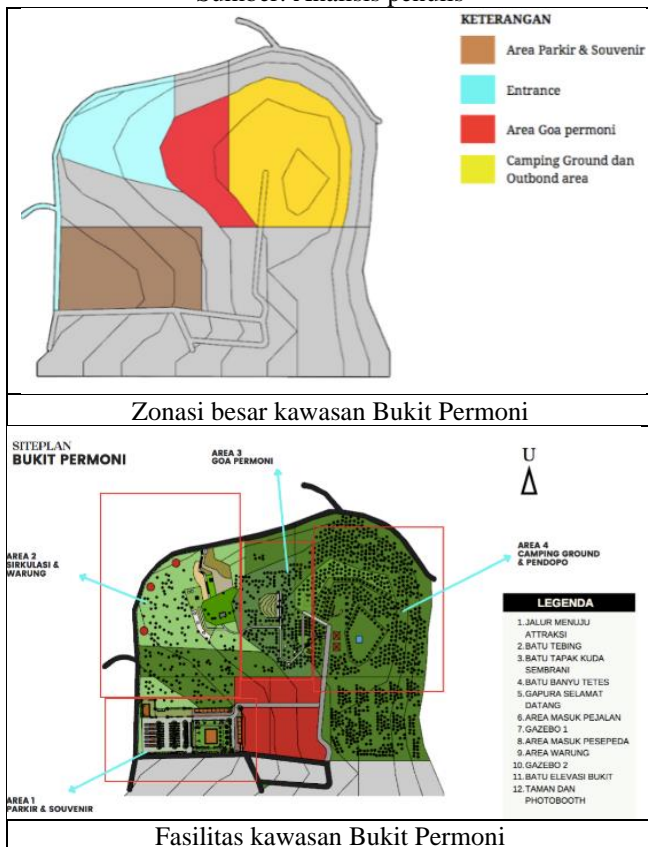 Sumber: Analisis penulis
KETERANGAN
Area Parkir & Souvenir
Entrance
Area Goa permoni
Camping Ground dan
Outbond area
Zonasi besar kawasan Bukit Permoni
SITEPLAN
BUKIT PERMONI
AREA 3
GOA PERMONI
U
AREA 2
SIRKULASI &
WARUNG
AREA 4
CAMPING GROUND
& PENDOPO
LEGENDA
1.JALUR MENUJU
ATTRAKSI
2.BATU TEBING
3.BATU TAPAK KUDA
SEMBRANI
4.BATU BANYU TETES
5.GAPURA SELAMAT
DATANG
6.AREA MASUK PEJALAN
7.GAZEBO 1
8.AREA MASUK PESEPEDA
9.AREA WARUNG
10.GAZEBO 2
11.BATU ELEVASI BUKIT
12.TAMAN DAN
PHOTOBOOTH
AREA 1
PARKIR & SOUVENIR
Fasilitas kawasan Bukit Permoni